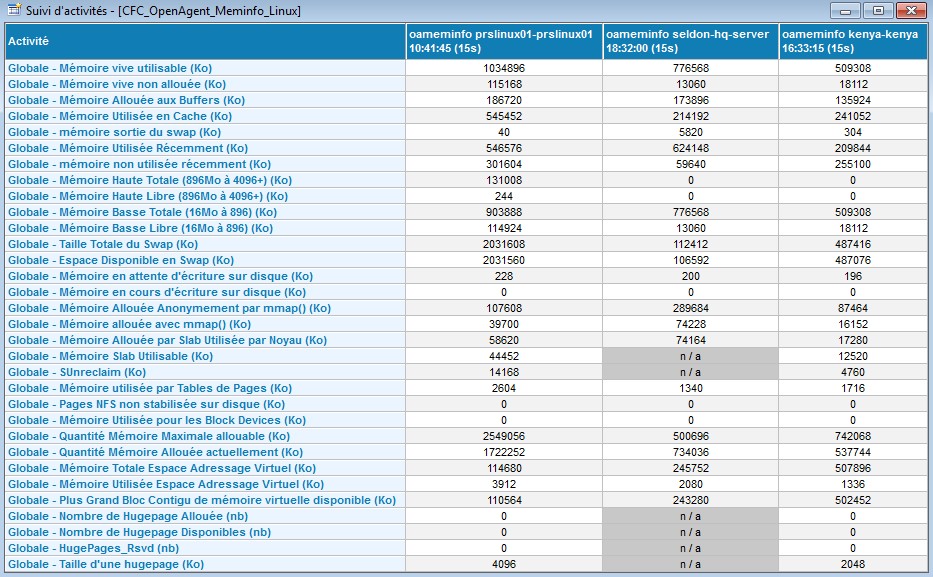 Suivi d'activités - [CFC_OpenAgent_Meminfo_Linux]
Activité oameminfo prslinux01-prslinux01 oameminfo seldon-hq-server oameminfo kenya-kenya
10:41:45 (15s) 18:32:00 (15s) 16:33:15 (15s)
Globale - Mémoire vive utilisable (Ko) 1034896 776568 509308
Globale - Mémoire vive non allouée (Ko) 115168 13060 18112
Globale - Mémoire Allouée aux Buffers (Ko) 186720 173896 135924
Globale - Mémoire Utilisée en Cache (Ko) 545452 214192 241052
Globale - mémoire sortie du swap (Ko) 40 5820 304
Globale - Mémoire Utilisée Récemment (Ko) 546576 624148 209844
Globale - mémoire non utilisée récemment (Ko) 301604 59640 255100
Globale - Mémoire Haute Totale (896Mo à 4096+) (Ko) 131008 0 0
Globale - Mémoire Haute Libre (896Mo à 4096+) (Ko) 244 0 0
Globale - Mémoire Basse Totale (16Mo à 896) (Ko) 903888 776568 509308
Globale - Mémoire Basse Libre (16Mo à 896) (Ko) 114924 13060 18112
Globale - Taille Totale du Swap (Ko) 2031608 112412 487416
Globale - Espace Disponible en Swap (Ko) 2031560 106592 487076
Globale - Mémoire en attente d'écriture sur disque (Ko) 228 200 196
Globale - Mémoire en cours d'écriture sur disque (Ko) 0 0 0
Globale - Mémoire Allouée Anonymement par mmap() (Ko) 107608 289684 87464
Globale - Mémoire allouée avec mmap() (Ko) 39700 74228 16152
Globale - Mémoire Allouée par Slab Utilisée par Noyau (Ko) 58620 74164 17280
Globale - Mémoire Slab Utilisable (Ko) 44452 n / a 12520
Globale - SUnreclaim (Ko) 14168 n / a 4760
Globale - Mémoire utilisée par Tables de Pages (Ko) 2604 1340 1716
Globale - Pages NFS non stabilisée sur disque (Ko) 0 0 0
Globale - Mémoire Utilisée pour les Block Devices (Ko) 0 0 0
Globale - Quantité Mémoire Maximale allouable (Ko) 2549056 500696 742068
Globale - Quantité Mémoire Allouée actuellement (Ko) 1722252 734036 537744
Globale - Mémoire Totale Espace Adressage Virtuel (Ko) 114680 245752 507896
Globale - Mémoire Utilisée Espace Adressage Virtuel (Ko) 3912 2080 1336
Globale - Plus Grand Bloc Contigu de mémoire virtuelle disponible (Ko) 110564 243280 502452
Globale - Nombre de Hugepage Allouée (nb) 0 n / a 0
Globale - Nombre de Hugepage Disponibles (nb) 0 n / a 0
Globale - HugePages_Rsvd (nb) 0 n / a 0
Globale - Taille d'une hugepage (Ko) 4096 n / a 2048